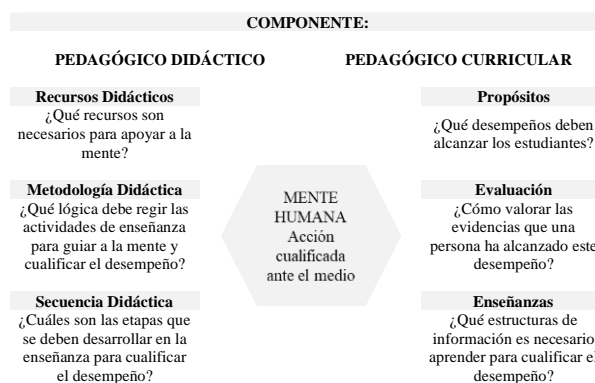 COMPONENTE:
PEDAGÓGICO DIDÁCTICO
PEDAGÓGICO CURRICULAR
Recursos Didácticos
¿Qué recursos son
necesarios para apoyar a la
mente?
Metodología Didáctica
¿Qué lógica debe regir las
actividades de enseñanza
para guiar a la mente y
cualificar el desempeño?
Secuencia Didáctica
¿Cuáles son las etapas que
se deben desarrollar en la
enseñanza para cualificar
el desempeño?
MENTE
HUMANA
Acción
cualificada
ante el medio
Propósitos
¿Qué desempeños deben
alcanzar los estudiantes?
Evaluación
¿Cómo valorar las
evidencias que una
persona ha alcanzado este
desempeño?
Enseñanzas
¿Qué estructuras de
información es necesario
aprender para cualificar el
desempeño?